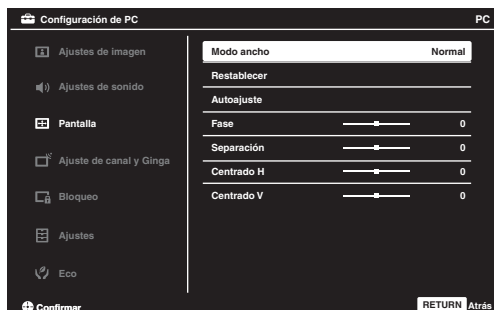 Configuración de PC PC
Ajustes de imagen
Ajustes de sonido
Pantalla
Ajuste de canal y Ginga
Bloqueo
Ajustes
Eco
Modo ancho Normal
Restablecer
Autoajuste
Fase 0
Separación 0
Centrado H 0
Centrado V 0
Confirmar RETURN Atrás